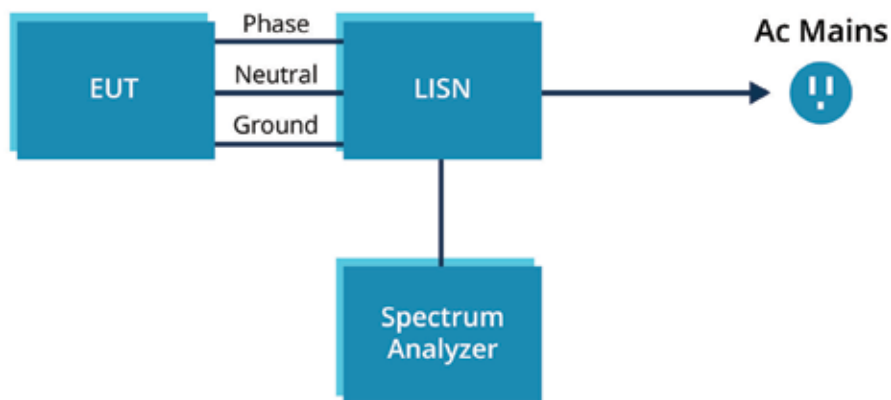 Phase
Ac Mains
EUT
Neutral
LISN
Ground
Spectrum
Analyzer